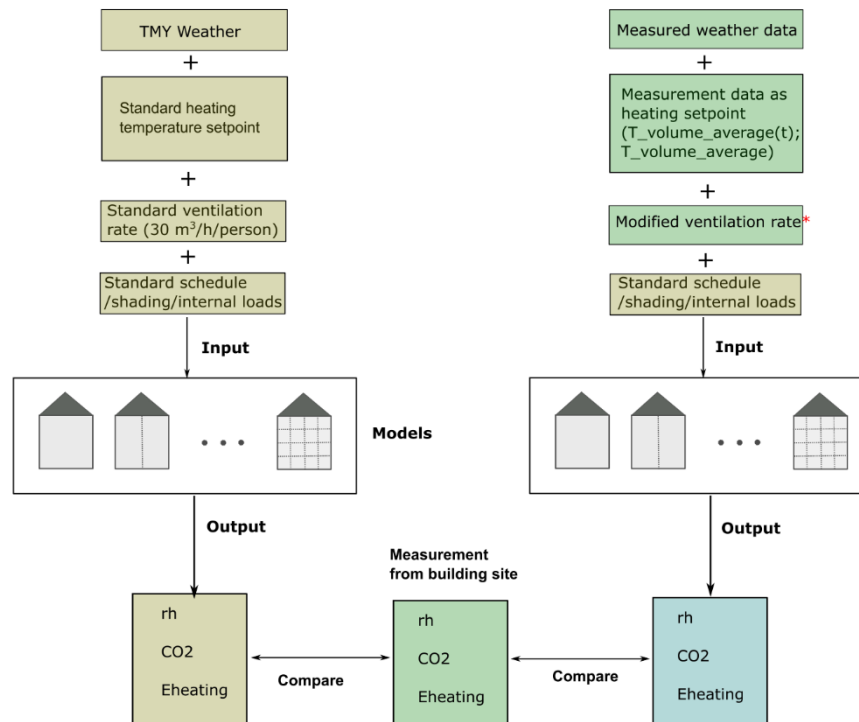 TMY Weather
+
Standard heating
temperature setpoint
+
Standard ventilation
rate (30 m³/h/person)
+
Standard schedule
/shading/internal loads
Input
Measured weather data
+
Measurement data as
heating setpoint
(T_volume_average(t);
T_volume_average)
+
Modified ventilation rate*
+
Standard schedule
/shading/internal loads
Input
Models
Output
Output
Measurement
from building site
rh
CO2
Eheating
Compare
rh
CO2
Eheating
Compare
rh
CO2
Eheating